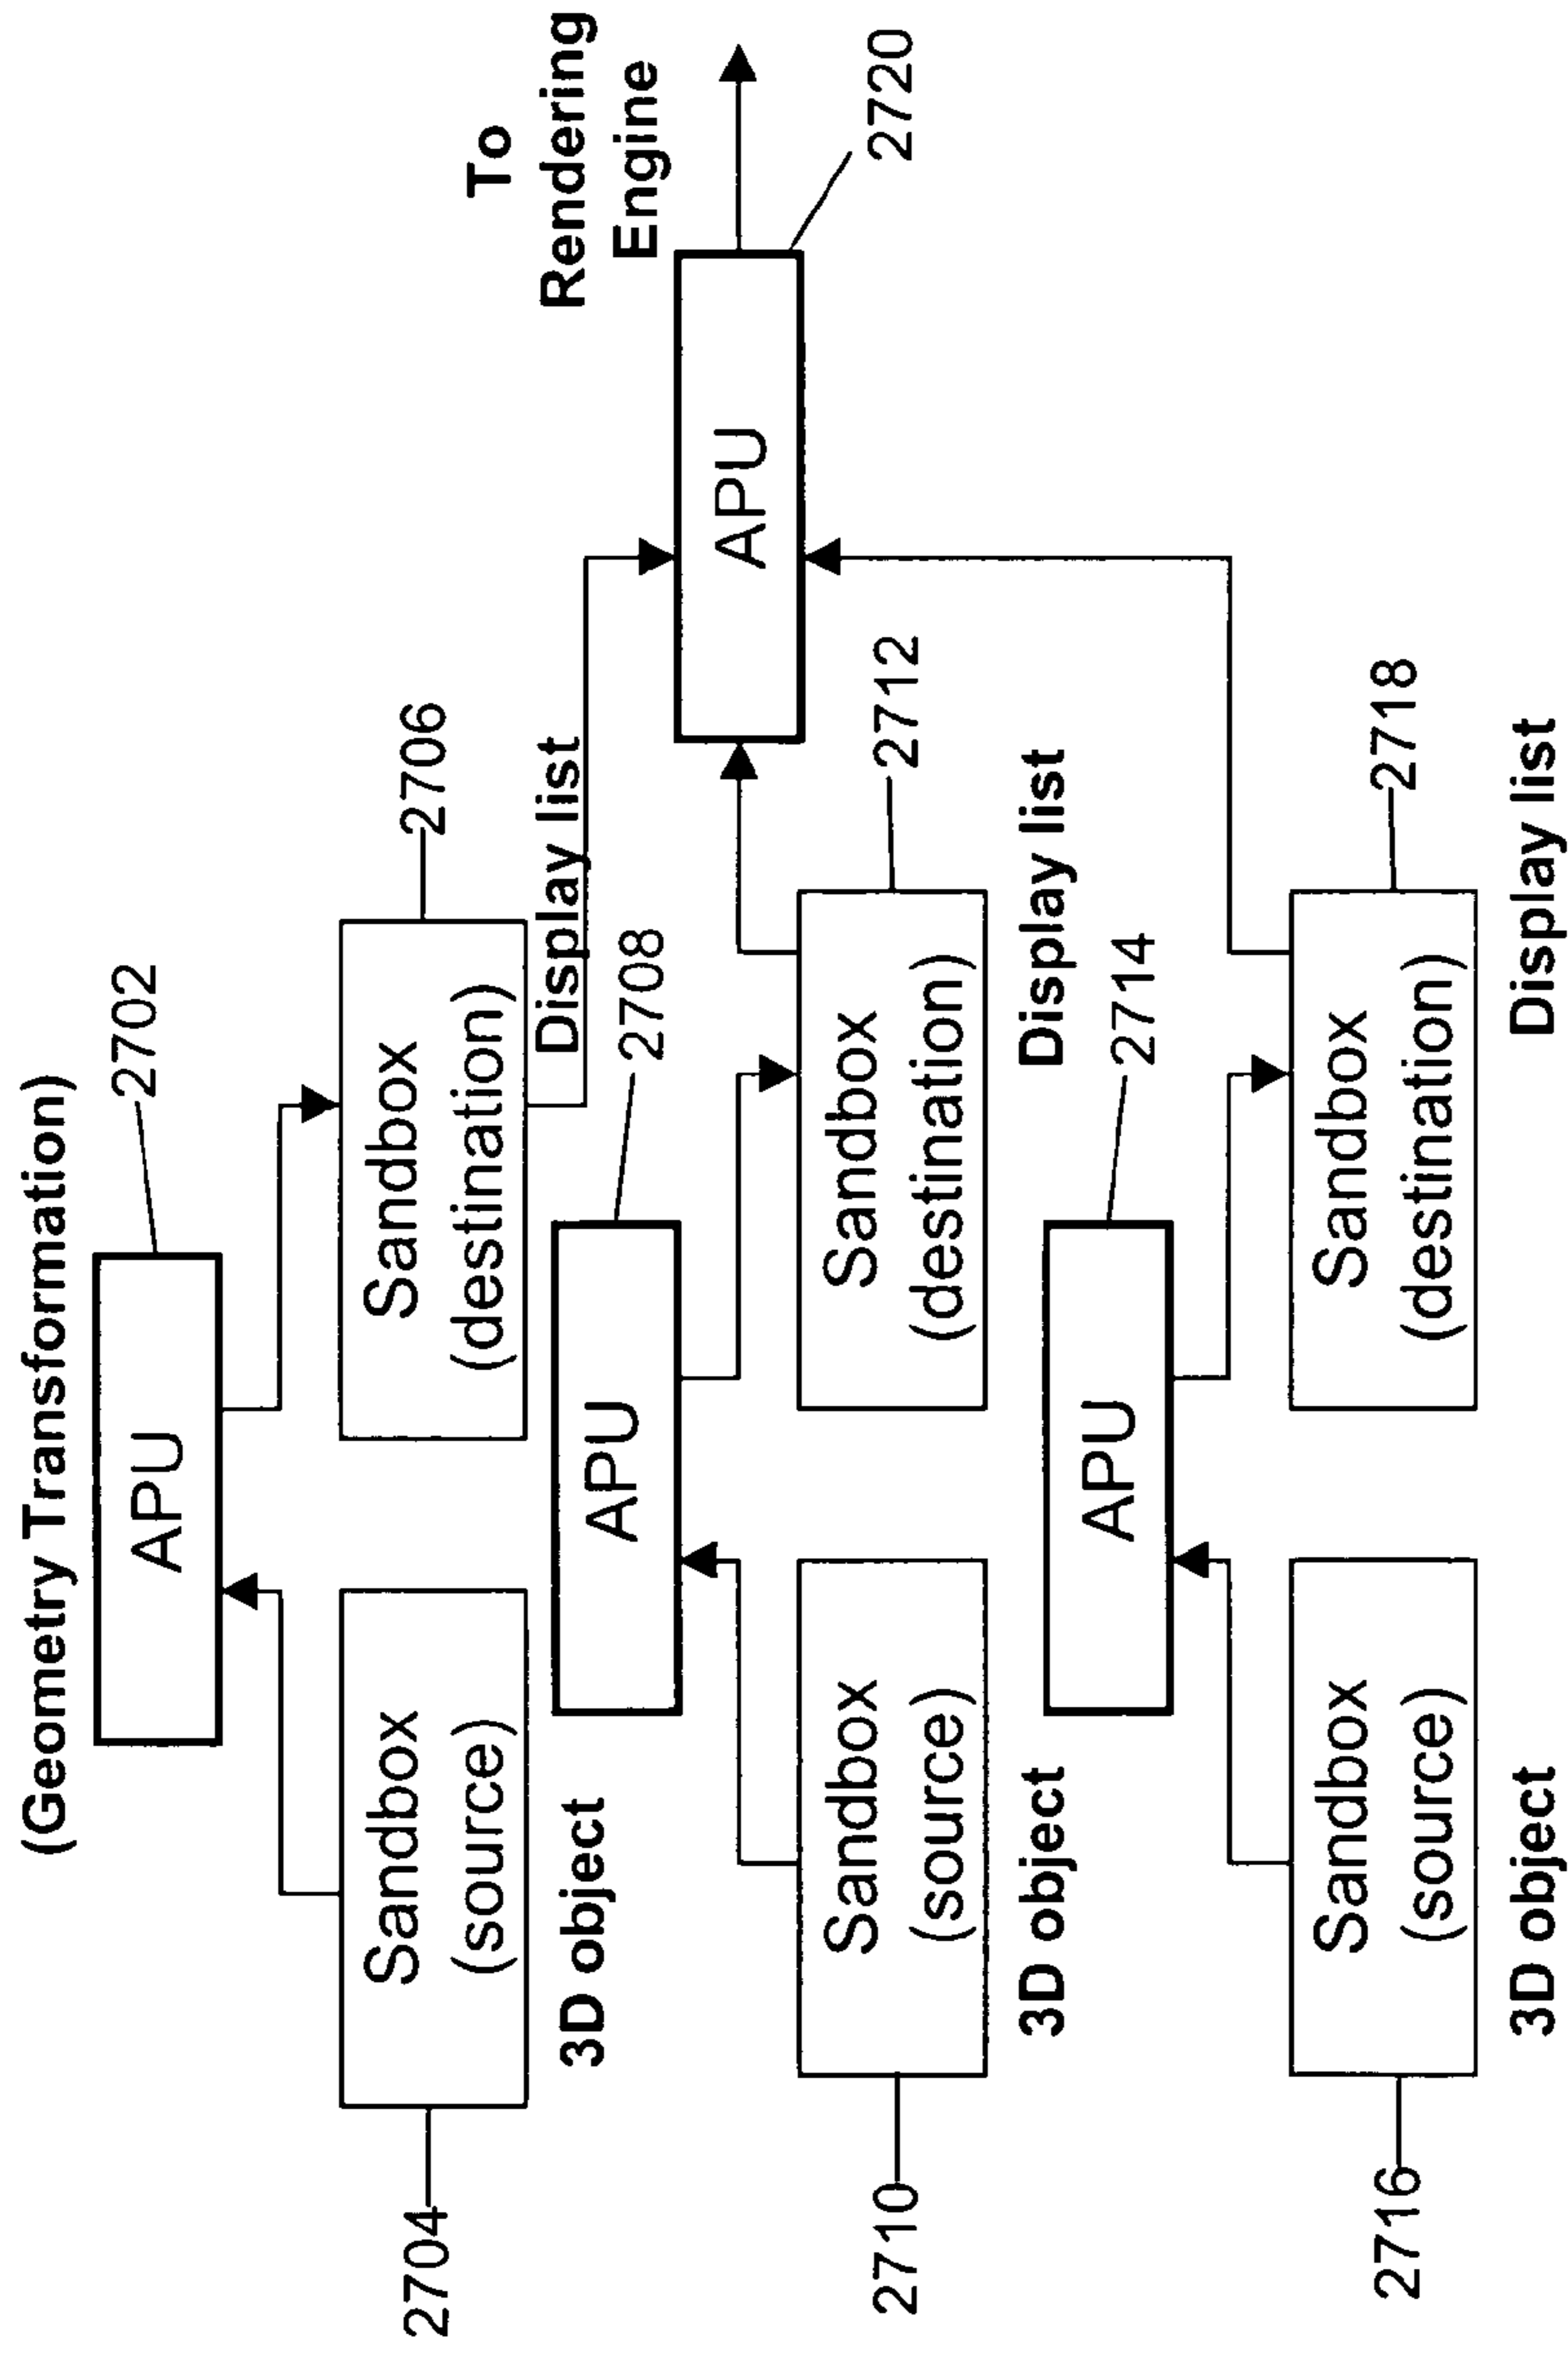 (Geometry Transformation)
APU
2702
2704
Sandbox
(source)
3D object
Sandbox
(destination)
2706
Display list
APU
2708
2710
Sandbox
(source)
3D object
Sandbox
(destination)
2712
Display list
APU
2714
2716
Sandbox
(source)
3D object
Sandbox
(destination)
2718
Display list
APU
2720
To
Rendering
Engine